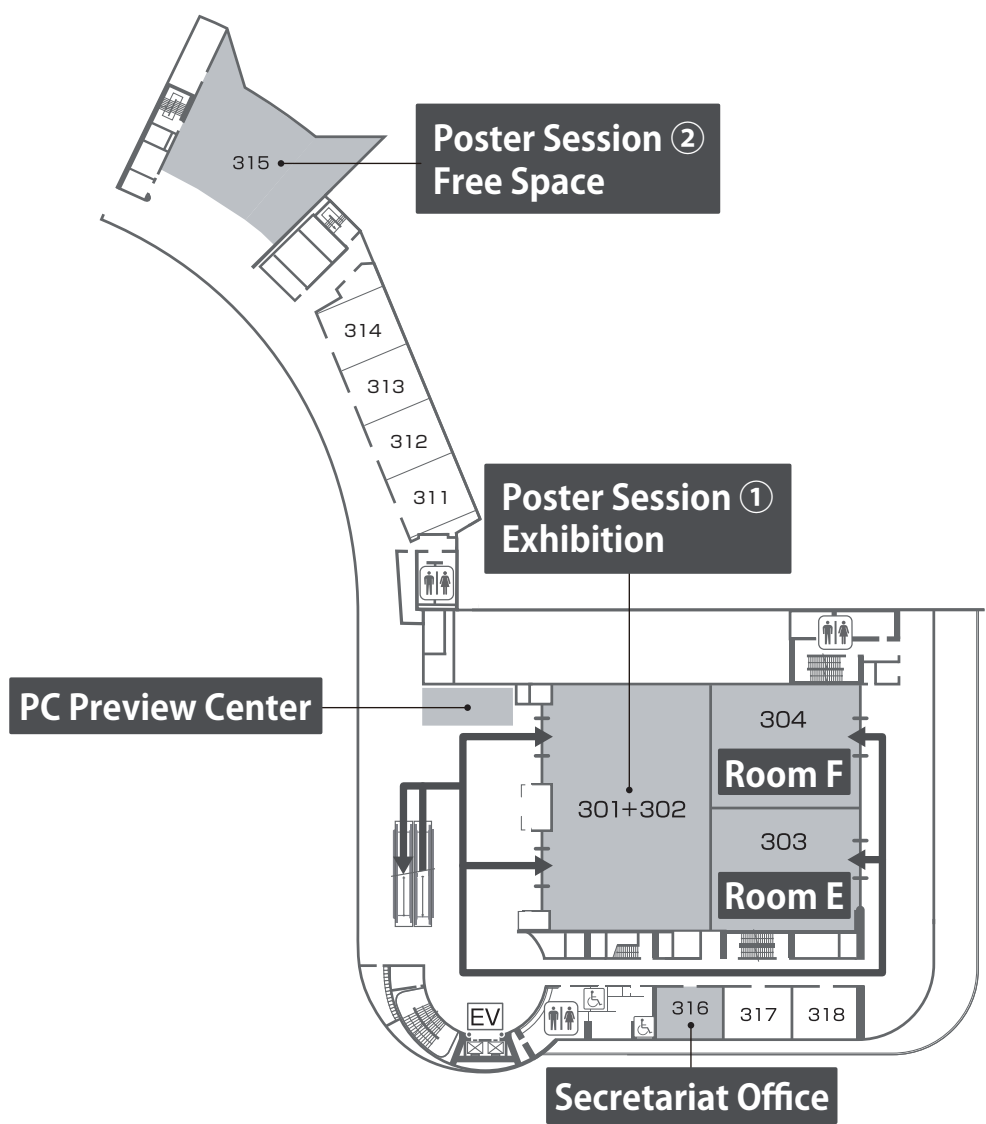 Poster Session ②
Free Space
315
314
313
312
311
Poster Session ①
Exhibition
PC Preview Center
304
Room F
301+302
303
Room E
EV
316
317
318
Secretariat Office